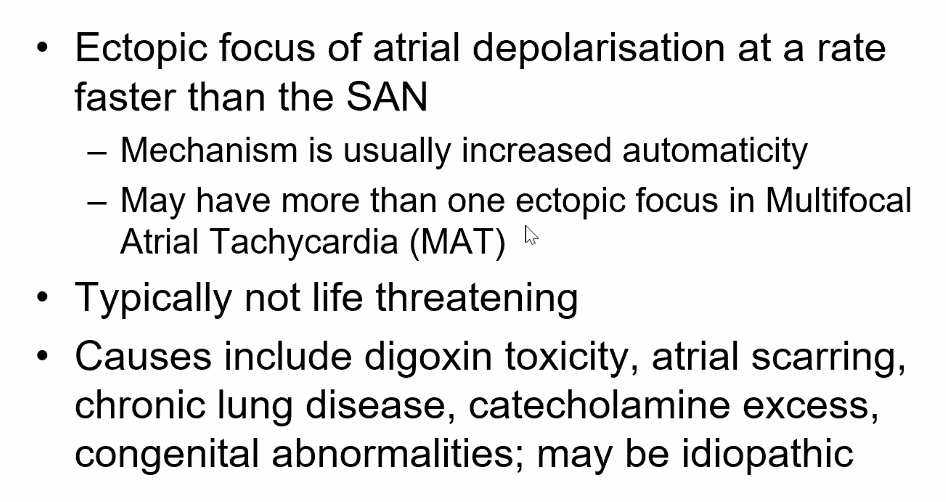 • Ectopic focus of atrial depolarisation at a rate
faster than the SAN
– Mechanism is usually increased automaticity
– May have more than one ectopic focus in Multifocal
Atrial Tachycardia (MAT)
• Typically not life threatening
• Causes include digoxin toxicity, atrial scarring,
chronic lung disease, catecholamine excess,
congenital abnormalities; may be idiopathic